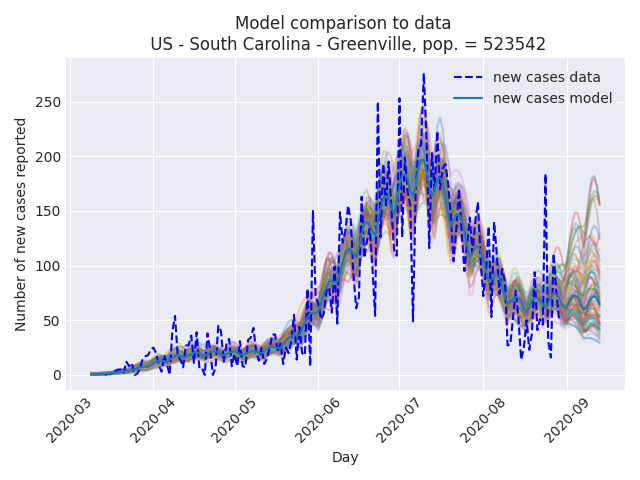 Model comparison to data
US - South Carolina - Greenville, pop. = 523542
new cases data
new cases model
Number of new cases reported
250
200
150
100
50
0
2020-03
2020-04
2020-05
2020-06
2020-07
2020-08
2020-09
Day